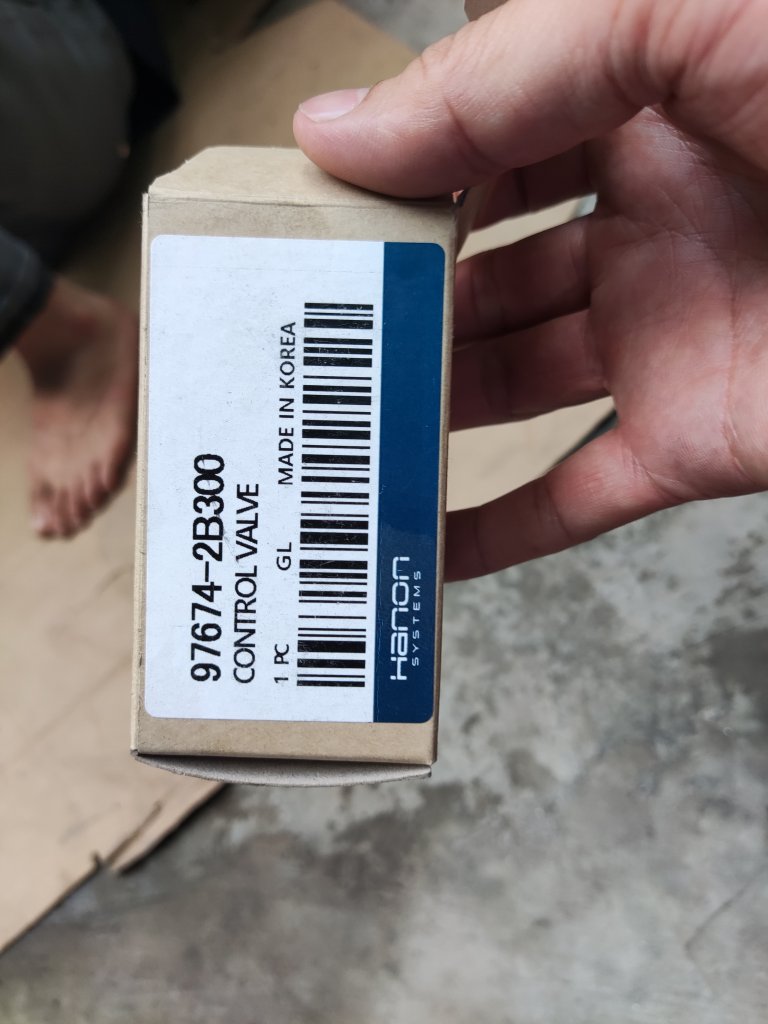 97674-2B300
CONTROL VALVE
1 PC GL MADE IN KOREA
Hanon
SYSTEMS